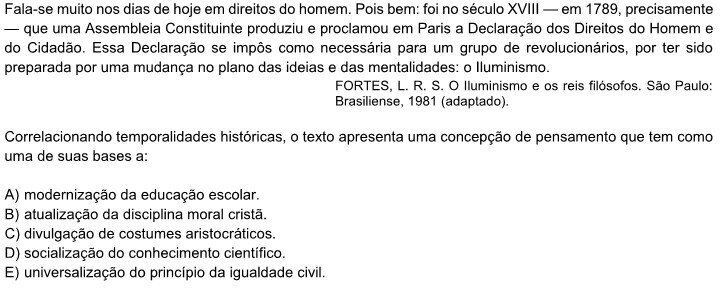 Fala-se muito nos dias de hoje em direitos do homem. Pois bem: foi no século XVIII — em 1789, precisamente
— que uma Assembleia Constituinte produziu e proclamou em Paris a Declaração dos Direitos do Homem e
do Cidadão. Essa Declaração se impôs como necessária para um grupo de revolucionários, por ter sido
preparada por uma mudança no plano das ideias e das mentalidades: o Iluminismo.
FORTES, L. R. S. O Iluminismo e os reis filósofos. São Paulo:
Brasiliense, 1981 (adaptado).
Correlacionando temporalidades históricas, o texto apresenta uma concepção de pensamento que tem como
uma de suas bases a:
A) modernização da educação escolar.
B) atualização da disciplina moral cristã.
C) divulgação de costumes aristocráticos.
D) socialização do conhecimento científico.
E) universalização do princípio da igualdade civil.